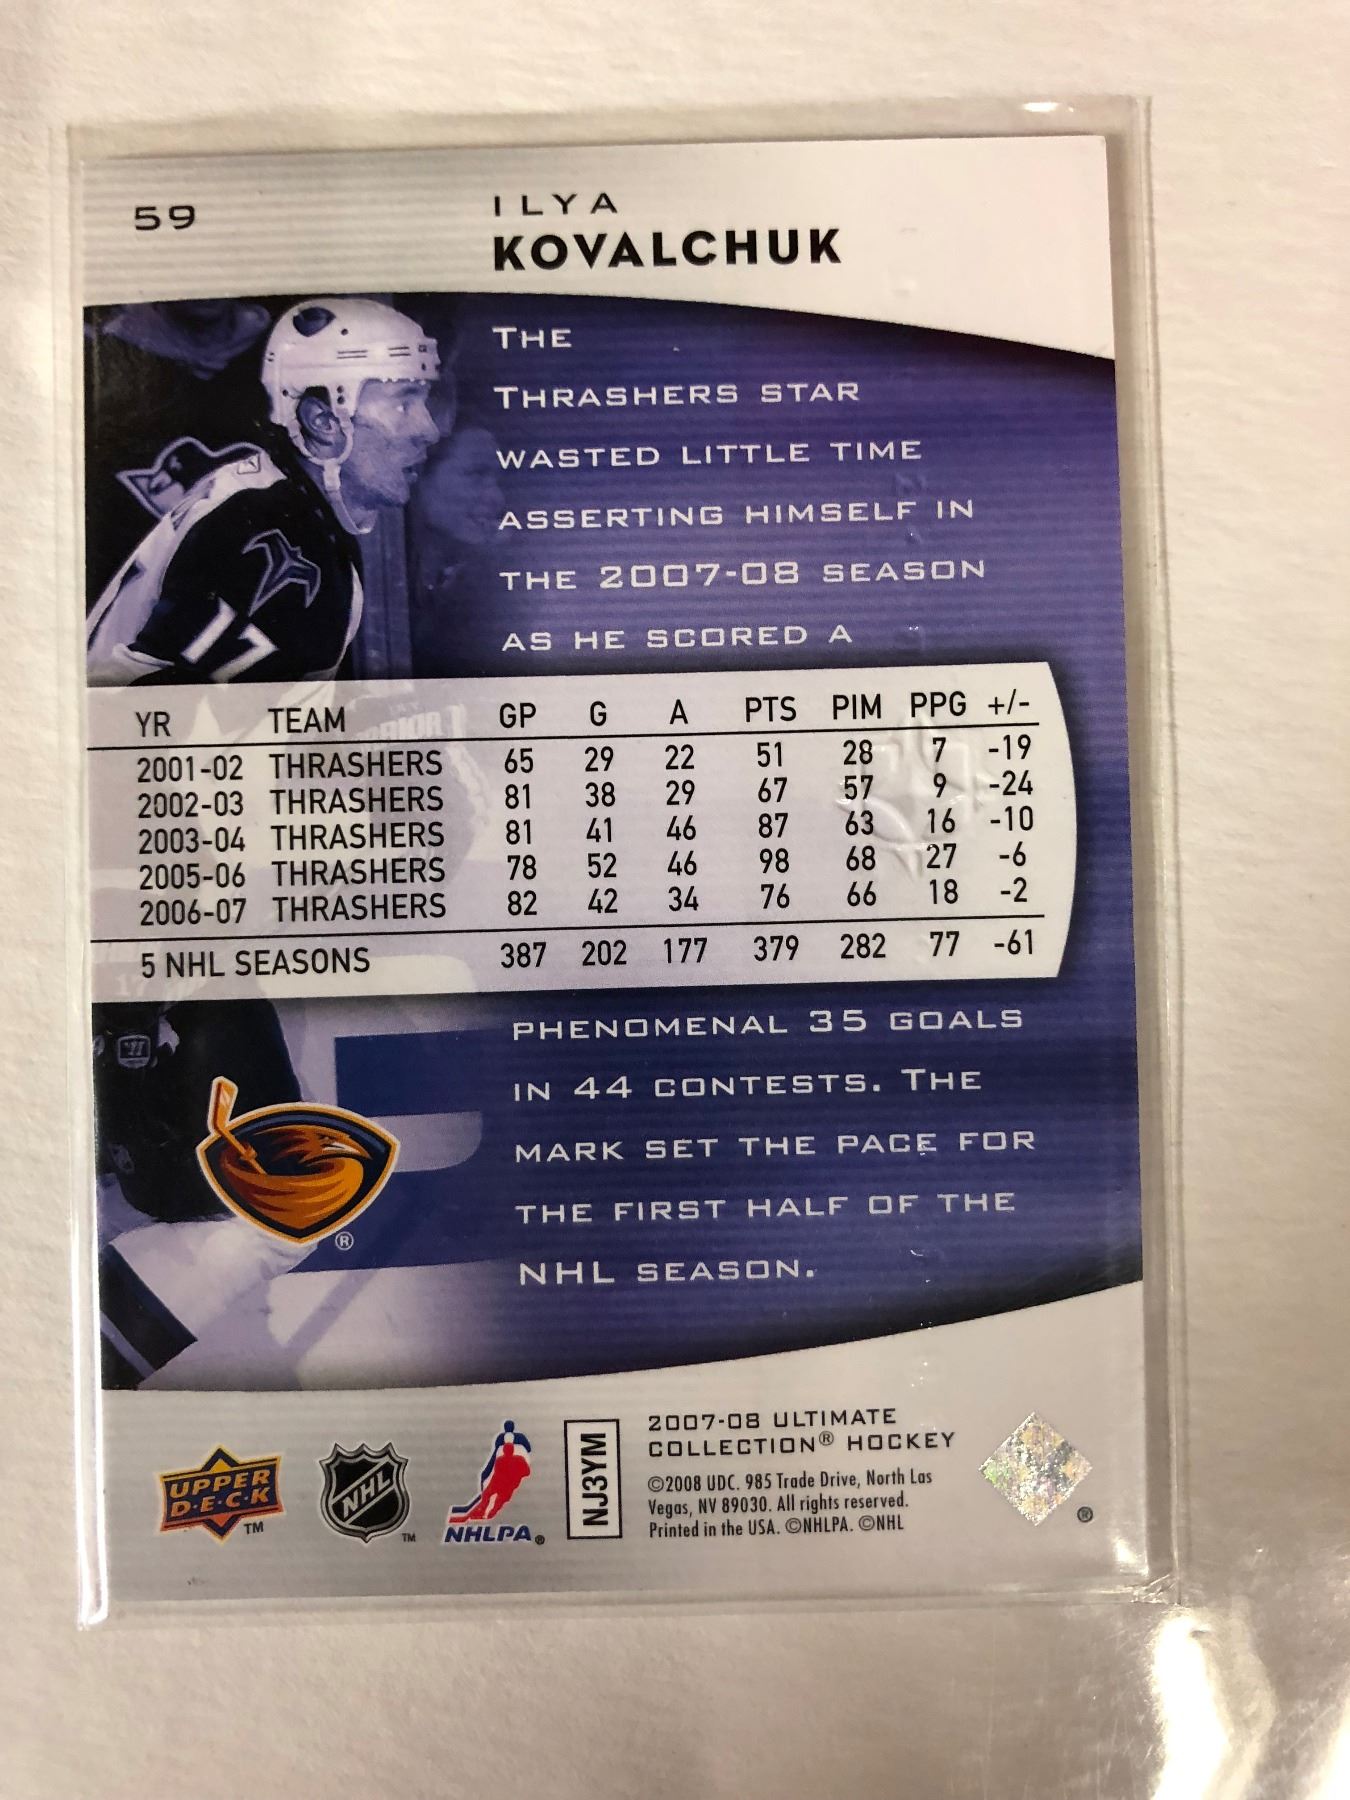 59
ILYA
KOVALCHUK
THE
THRASHERS STAR
WASTED LITTLE TIME
ASSERTING HIMSELF IN
THE 2007-08 SEASON
AS HE SCORED A
17
YR TEAM GP G A PTS PIM PPG +/-
2001-02 THRASHERS 65 29 22 51 28 7 -19
2002-03 THRASHERS 81 38 29 67 57 9 -24
2003-04 THRASHERS 81 41 46 87 63 16 -10
2005-06 THRASHERS 78 52 46 98 68 27 -6
2006-07 THRASHERS 82 42 34 76 66 18 -2
5 NHL SEASONS 387 202 177 379 282 77 -61
PHENOMENAL 35 GOALS
IN 44 CONTESTS. THE
MARK SET THE PACE FOR
THE FIRST HALF OF THE
NHL SEASON.
®
UPPER
D·E·C·K
TM
NHL
TM
NHLPA®
NJ3YM
2007-08 ULTIMATE
COLLECTION® HOCKEY
©2008 UDC. 985 Trade Drive, North Las
Vegas, NV 89030. All rights reserved.
Printed in the USA. ©NHLPA. ©NHL
®